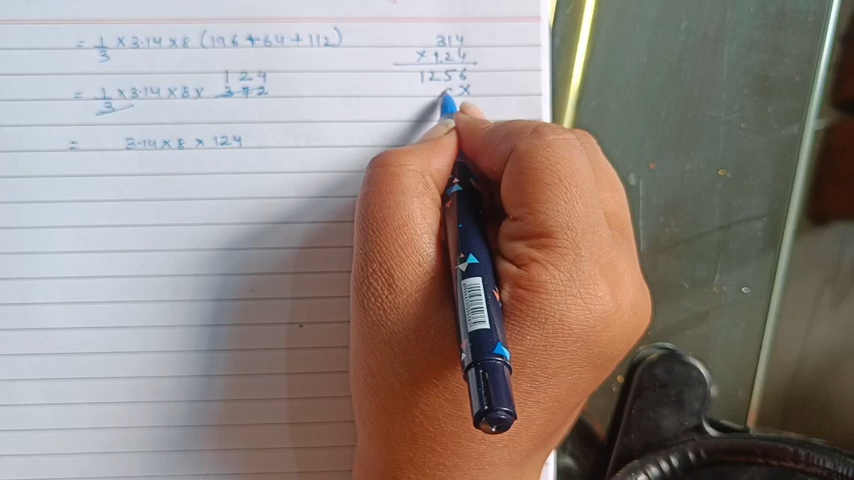 = 1/3 × 3.14 × 8 (196 + 64 + 112)
= 1/3 × 3.14 × 8 × 372 124
= 3.14 × 8 × 124
314
× 124
1256
8×